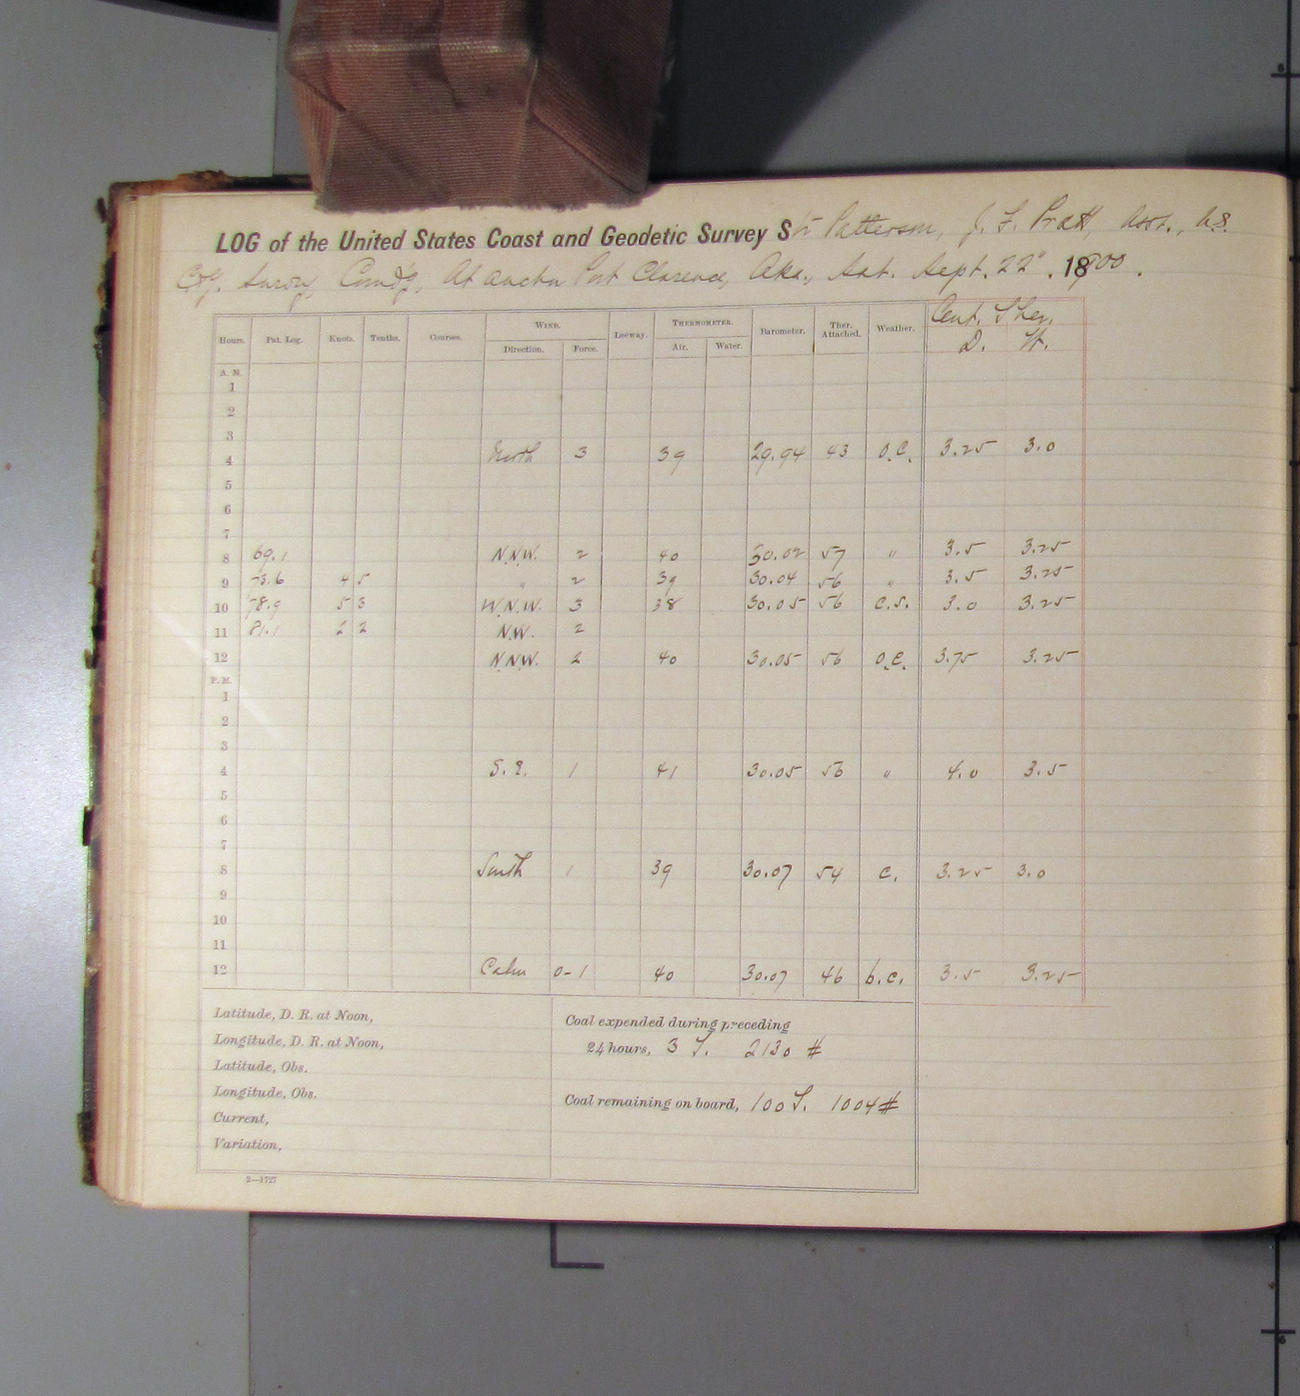 LOG of the United States Coast and Geodetic Survey Str Patterson, J. F. Pratt, Asst., U.S.
C&G. Survey, Comd'g, At anchor Port Clarence, Aka., Sat. Sept. 22" , 1900 .
Cent. Ther.
WIND. THERMOMETER.
Hours. Pat. Log. Knots. Tenths. Courses. Leeway. Barometer. Ther. Attached. Weather. D. W.
Direction. Force. Air. Water.
A. M.
1
2
3
4 North 3 39 29.94 43 O.C. 3.25 3.0
5
6
7
8 69.1 N.N.W. 2 40 30.02 57 " 3.5 3.25
9 73.6 4 5 " 2 39 30.04 56 " 3.5 3.25
10 78.9 5 3 W.N.W. 3 38 30.05 56 C.S. 3.0 3.25
11 81.1 2 2 N.W. 2
12 N.N.W. 2 40 30.05 56 O.C. 3.75 3.25
P. M.
1
2
3
4 S.E. 1 41 30.05 56 " 4.0 3.5
5
6
7
8 South 1 39 30.07 54 C. 3.25 3.0
9
10
11
12 Calm 0-1 40 30.07 46 b.c. 3.5 3.25
Latitude, D. R. at Noon,
Longitude, D. R. at Noon,
Latitude, Obs.
Longitude, Obs.
Current,
Variation,
Coal expended during preceding
24 hours, 3 T. 2130 #
Coal remaining on board, 100 T. 1004 #
2—1727